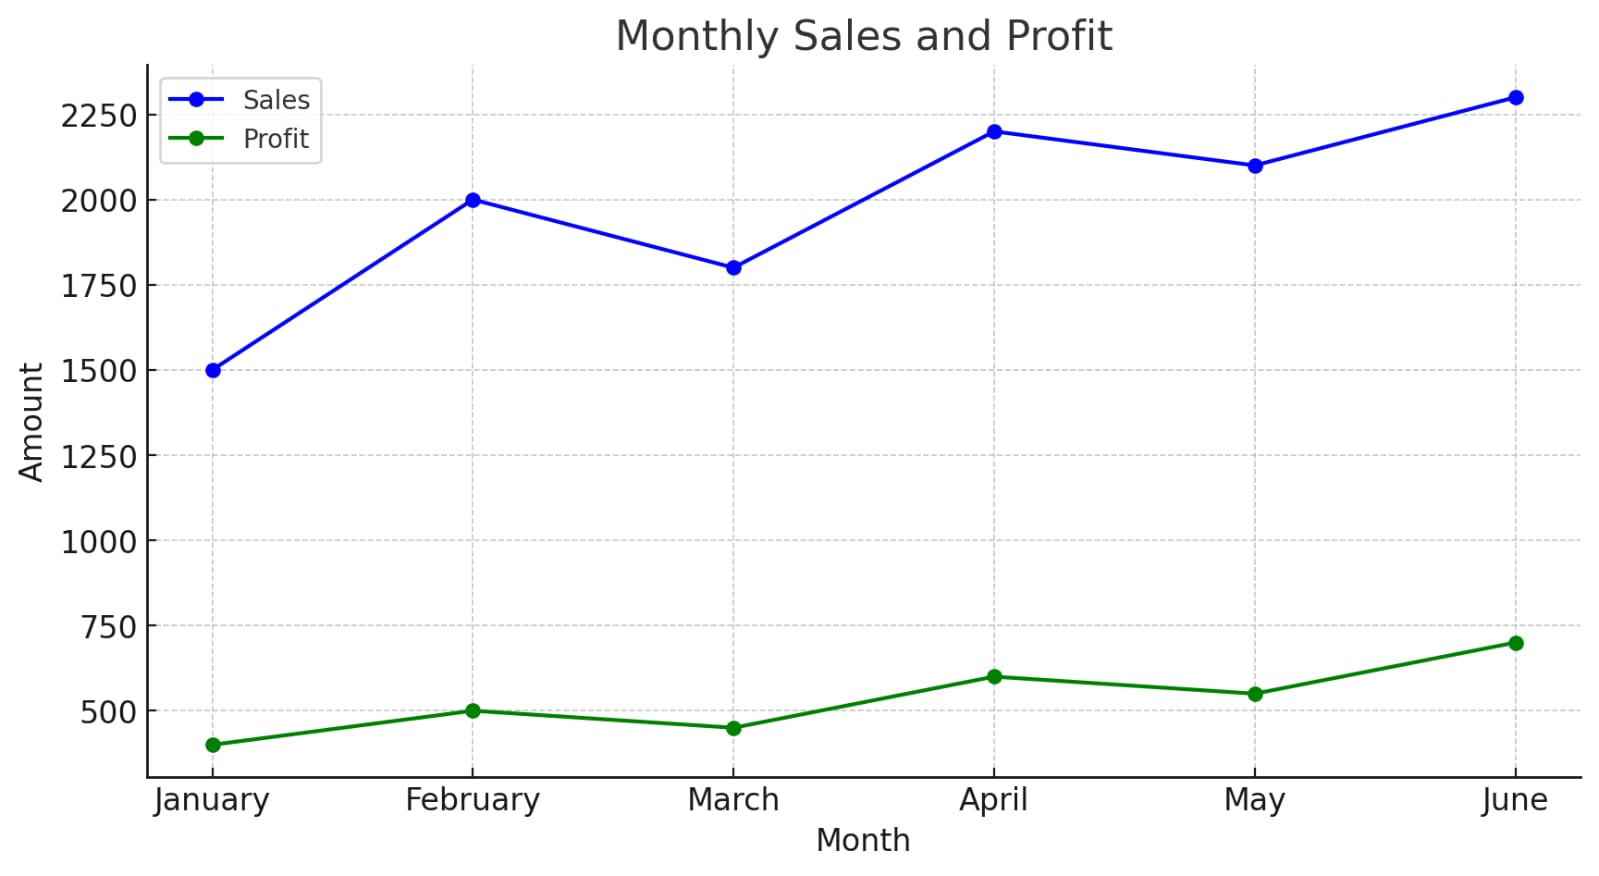 Monthly Sales and Profit
Sales
Profit
2250
2000
1750
1500
1250
1000
750
500
Amount
January February March April May June
Month